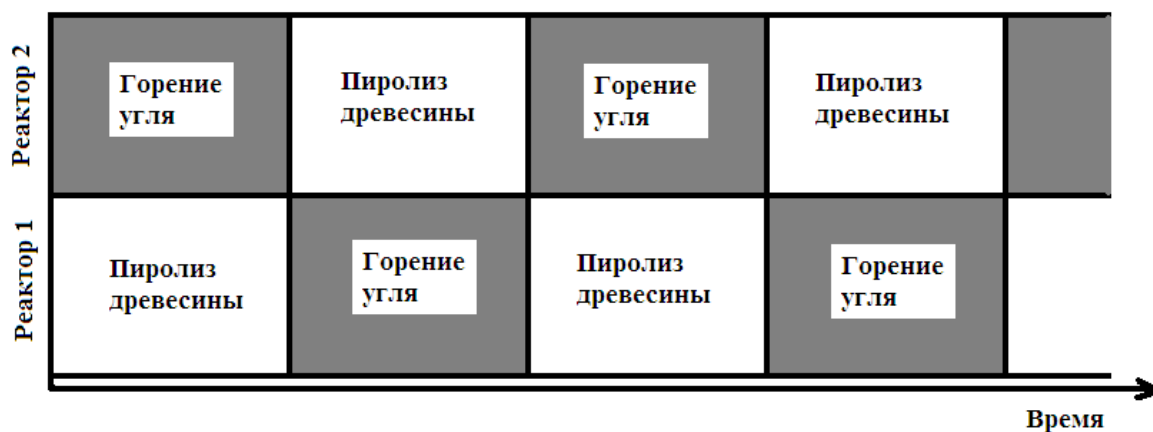 Реактор 2
Горение
угля
Пиролиз
древесины
Горение
угля
Пиролиз
древесины
Реактор 1
Пиролиз
древесины
Горение
угля
Пиролиз
древесины
Горение
угля
Время